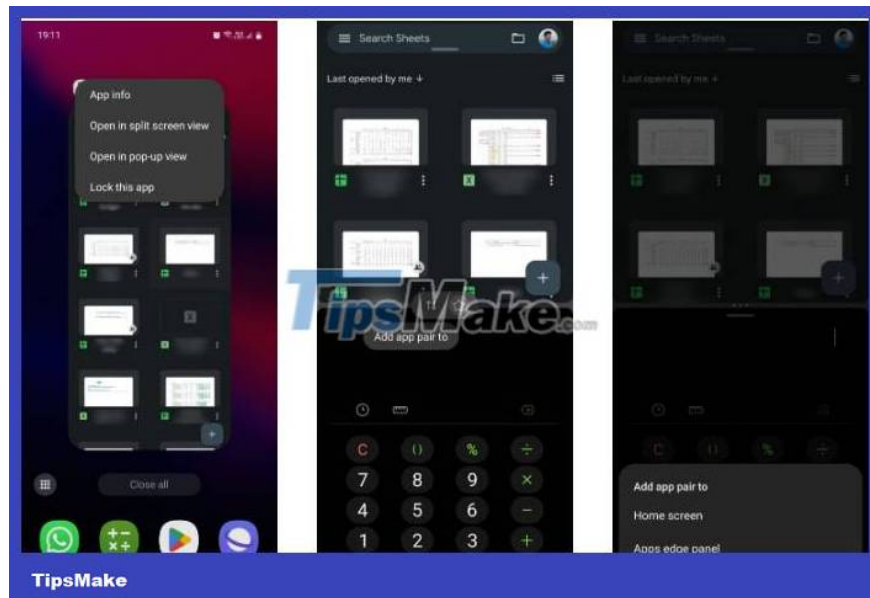 19:11
App info
Open in split screen view
Open in pop-up view
Lock this app
Close all
Search Sheets
Last opened by me ↓
Add app pair to
C () % ÷
7 8 9 ×
4 5 6 −
1 2 3 +
Search Sheets
Last opened by me ↓
C () % ÷
Add app pair to
Home screen
Apps edge panel
TipsMake.com
TipsMake